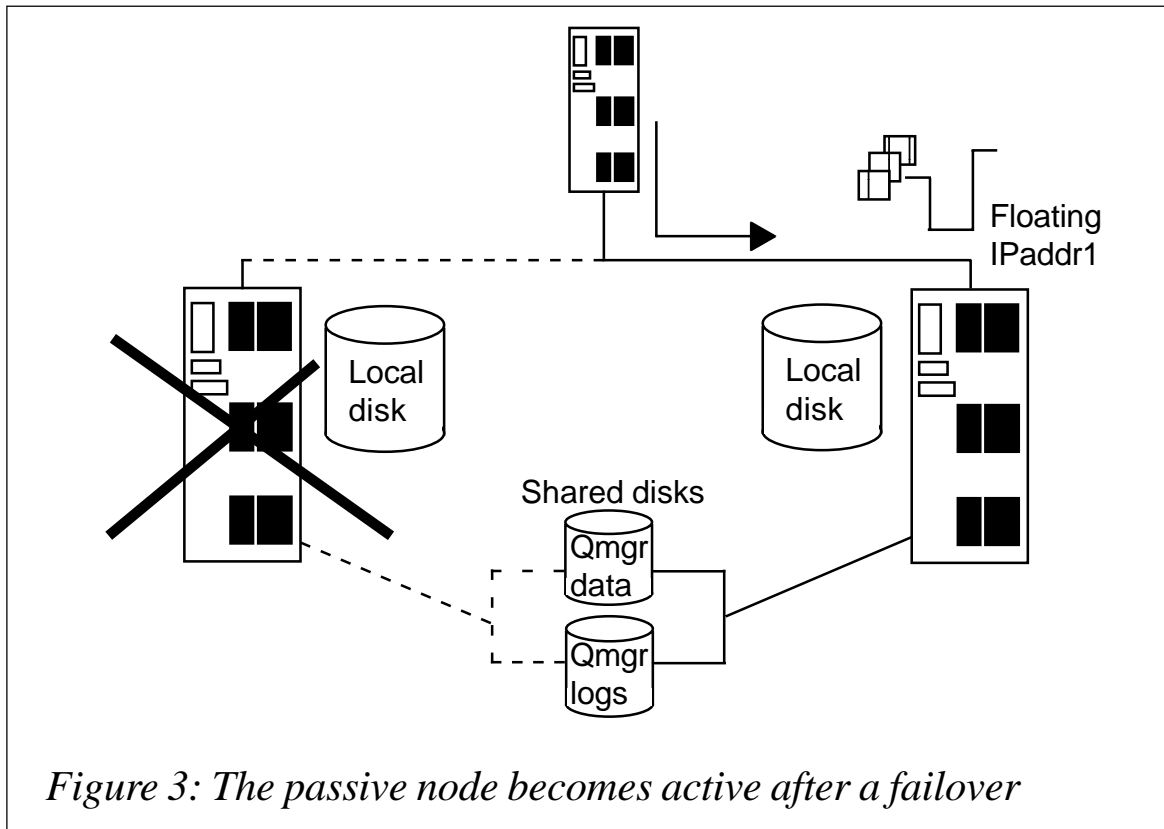 Floating
IPaddr1
Local
disk
Local
disk
Shared disks
Qmgr
data
Qmgr
logs
Figure 3: The passive node becomes active after a failover